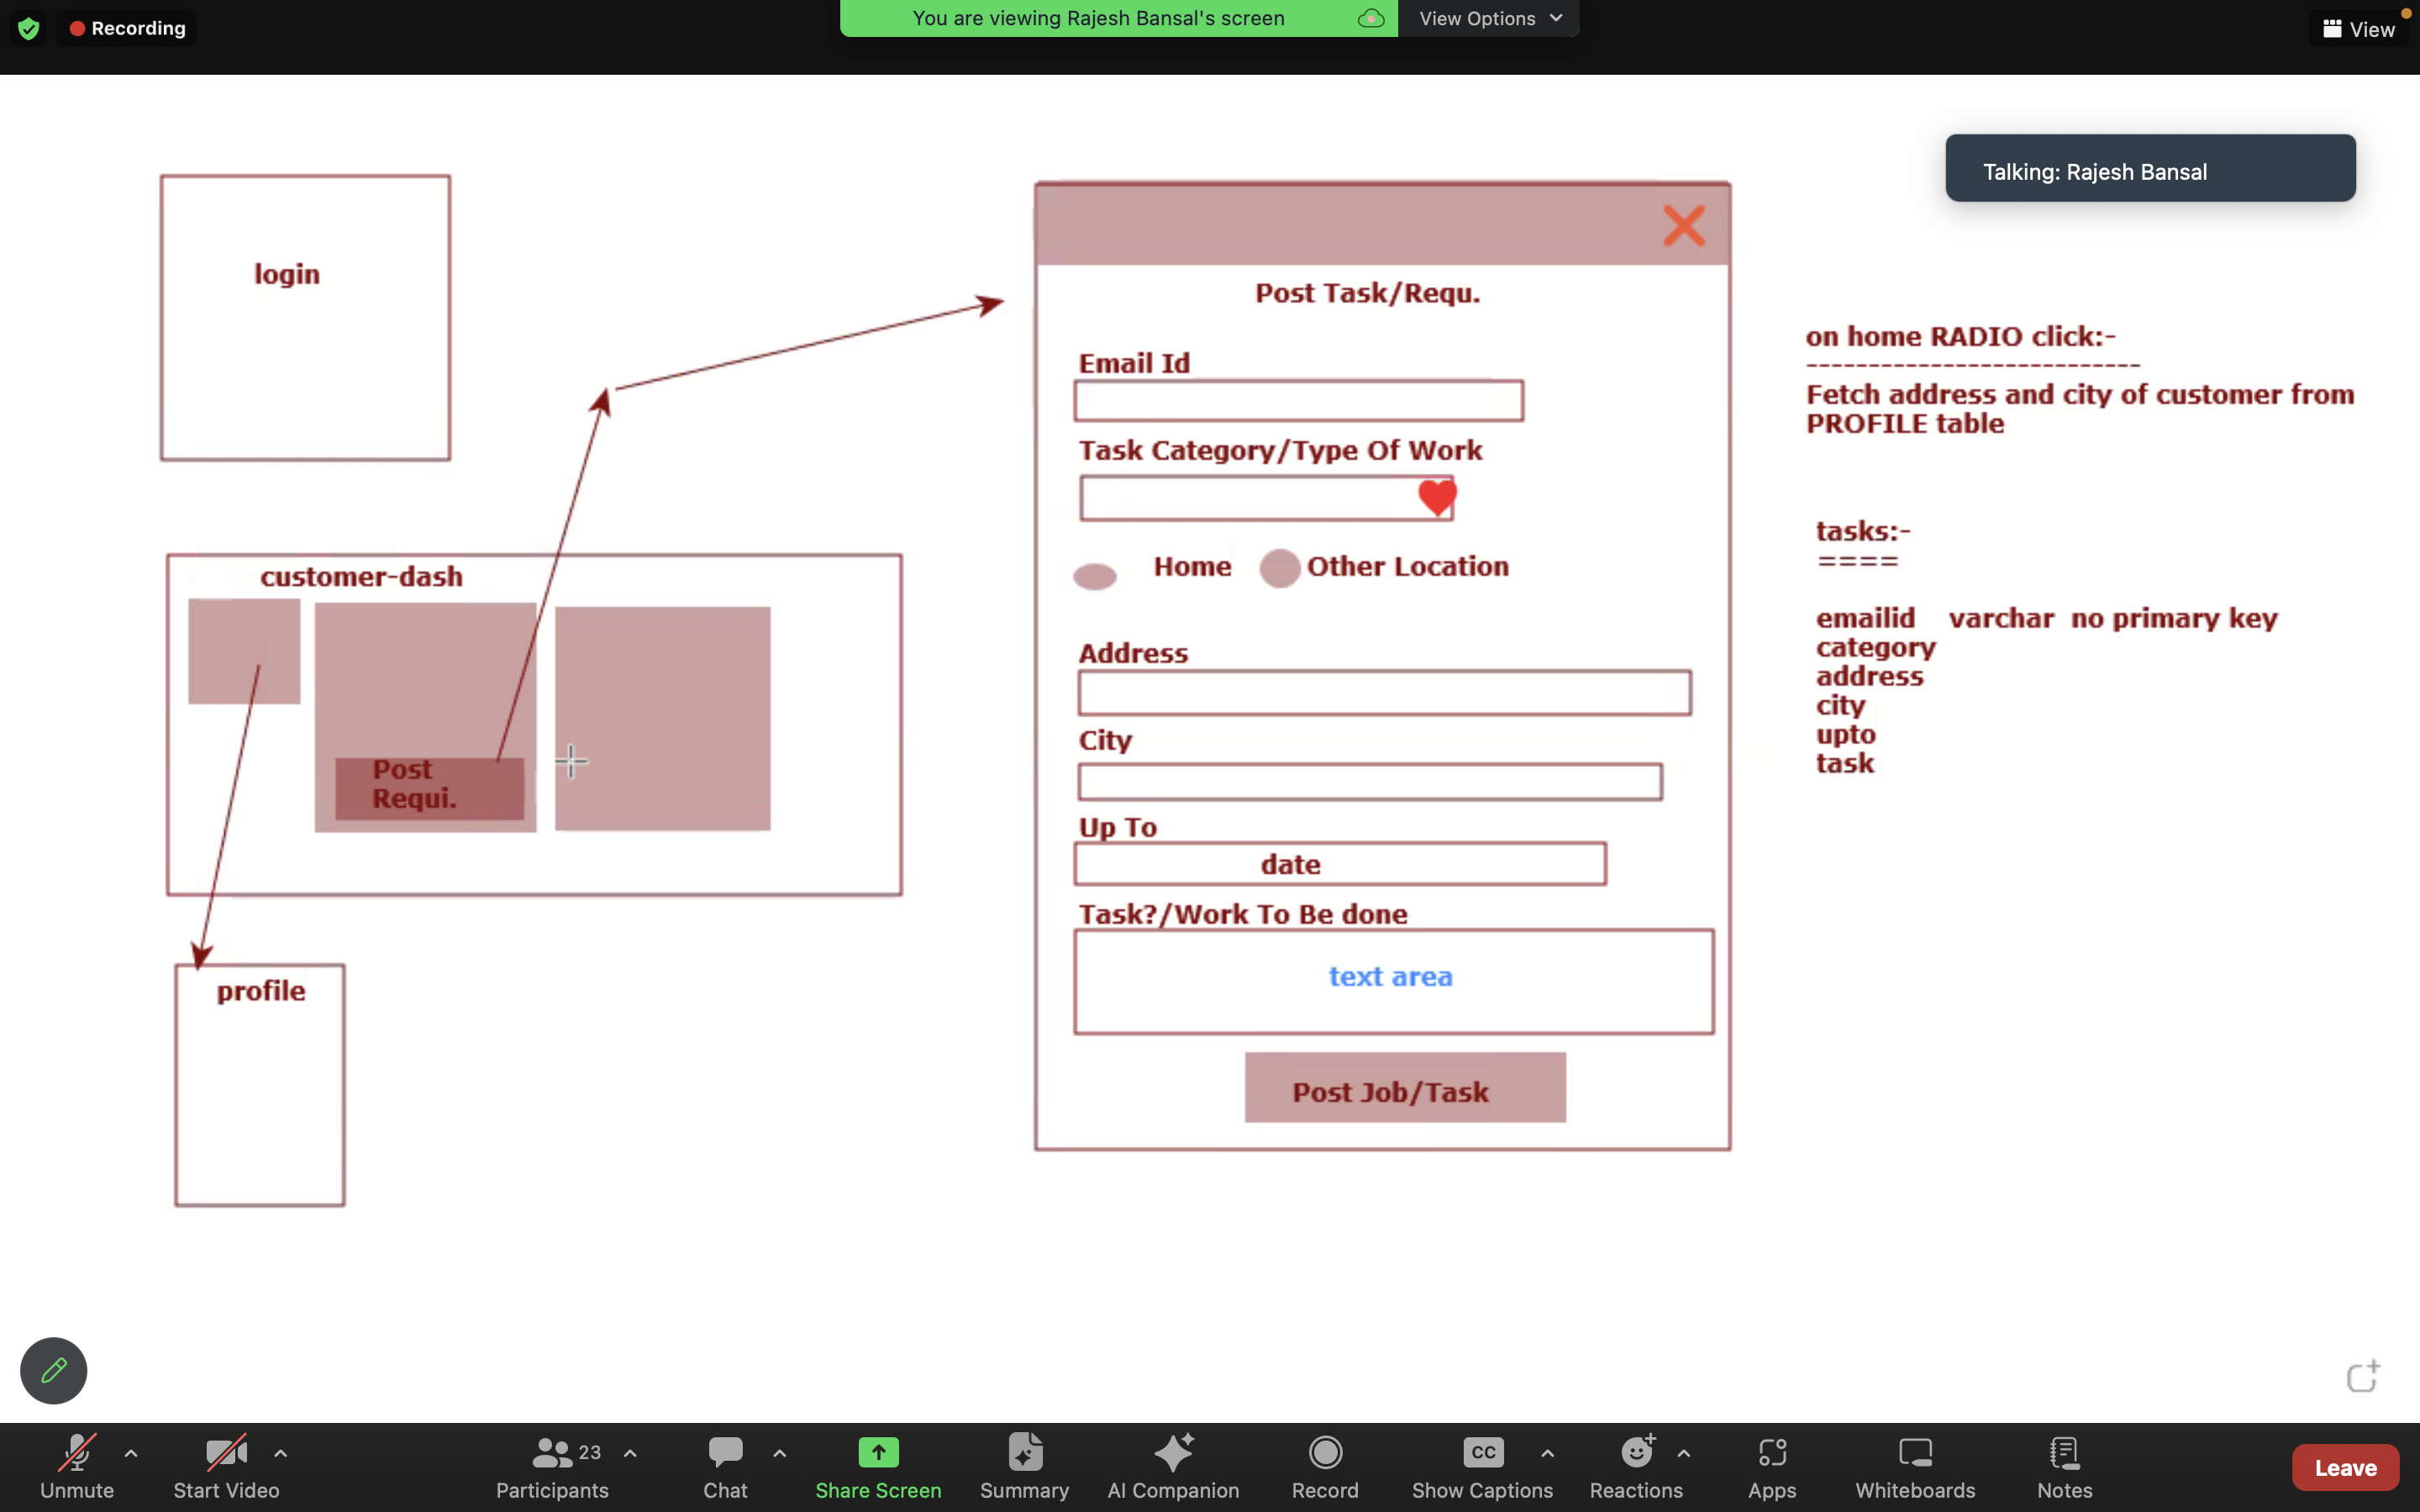 Recording
You are viewing Rajesh Bansal's screen
View Options
View
Talking: Rajesh Bansal
login
customer-dash
Post
Requi.
profile
Post Task/Requ.
Email Id
Task Category/Type Of Work
Home
Other Location
Address
City
Up To
date
Task?/Work To Be done
text area
Post Job/Task
on home RADIO click:-
---------------------------
Fetch address and city of customer from
PROFILE table
tasks:-
====
emailid varchar no primary key
category
address
city
upto
task
Unmute
Start Video
23
Participants
Chat
Share Screen
Summary
AI Companion
Record
CC
Show Captions
Reactions
Apps
Whiteboards
Notes
Leave